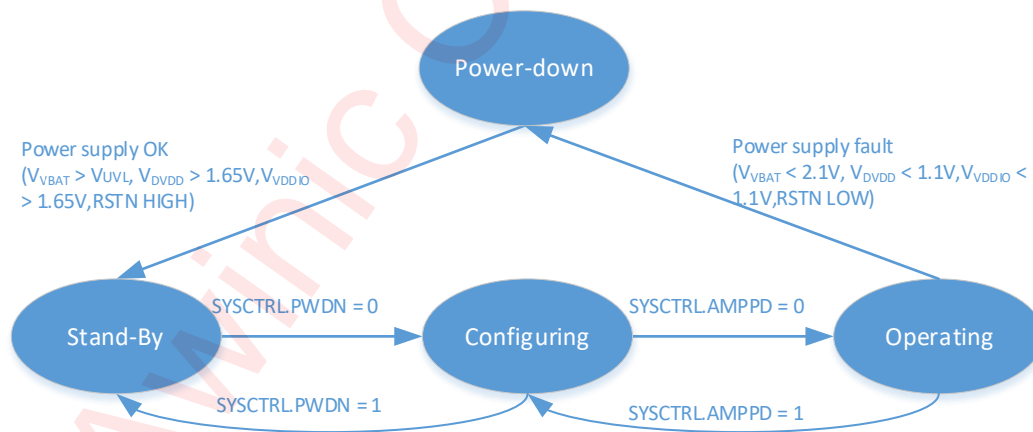 Power-down
Power supply OK
(VVBAT > VUVL, VDVDD > 1.65V,VVDDIO
> 1.65V,RSTN HIGH)
Power supply fault
(VVBAT < 2.1V, VDVDD < 1.1V,VVDDIO <
1.1V,RSTN LOW)
Stand-By
SYSCTRL.PWDN = 0
Configuring
SYSCTRL.AMPPD = 0
Operating
SYSCTRL.PWDN = 1
SYSCTRL.AMPPD = 1
Awinic C